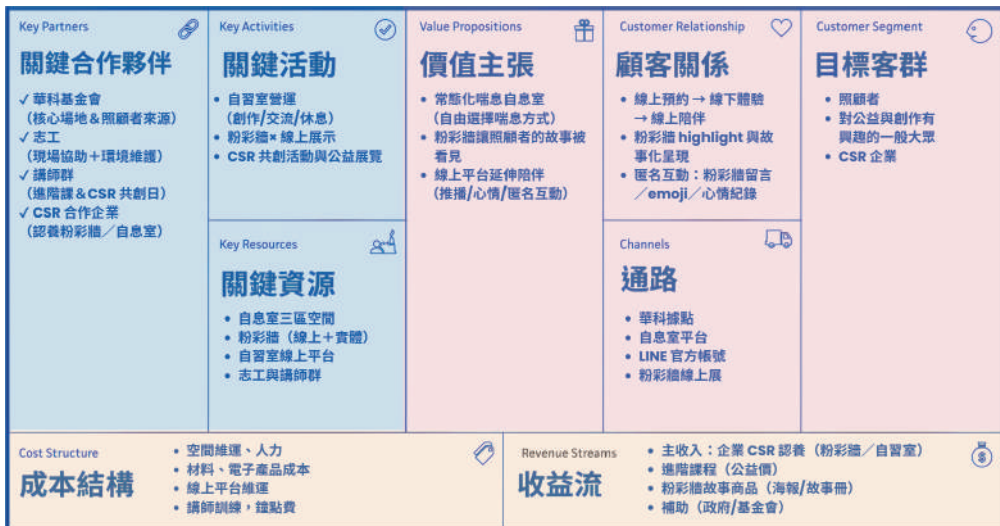 Key Partners
關鍵合作夥伴
✓ 華科基金會
(核心場地&照顧者來源)
✓ 志工
(現場協助+環境維護)
✓ 講師群
(進階課&CSR 共創日)
✓ CSR 合作企業
(認養粉彩牆/自息室)
Key Activities
關鍵活動
• 自習室營運
(創作/交流/休息)
• 粉彩牆× 線上展示
• CSR 共創活動與公益展覽
Key Resources
關鍵資源
• 自息室三區空間
• 粉彩牆(線上+實體)
• 自習室線上平台
• 志工與講師群
Value Propositions
價值主張
• 常態化喘息自息室
(自由選擇喘息方式)
• 粉彩牆讓照顧者的故事被
看見
• 線上平台延伸陪伴
(推播/心情/匿名互動)
Customer Relationship
顧客關係
• 線上預約 → 線下體驗
→ 線上陪伴
• 粉彩牆 highlight 與故
事化呈現
• 匿名互動:粉彩牆留言
/emoji/心情紀錄
Channels
通路
• 華科據點
• 自息室平台
• LINE 官方帳號
• 粉彩牆線上展
Customer Segment
目標客群
• 照顧者
• 對公益與創作有
興趣的一般大眾
• CSR 企業
Cost Structure
成本結構
• 空間維運、人力
• 材料、電子產品成本
• 線上平台維運
• 講師訓練,鐘點費
Revenue Streams
收益流
• 主收入:企業 CSR 認養(粉彩牆/自習室)
• 進階課程(公益價)
• 粉彩牆故事商品(海報/故事冊)
• 補助(政府/基金會)